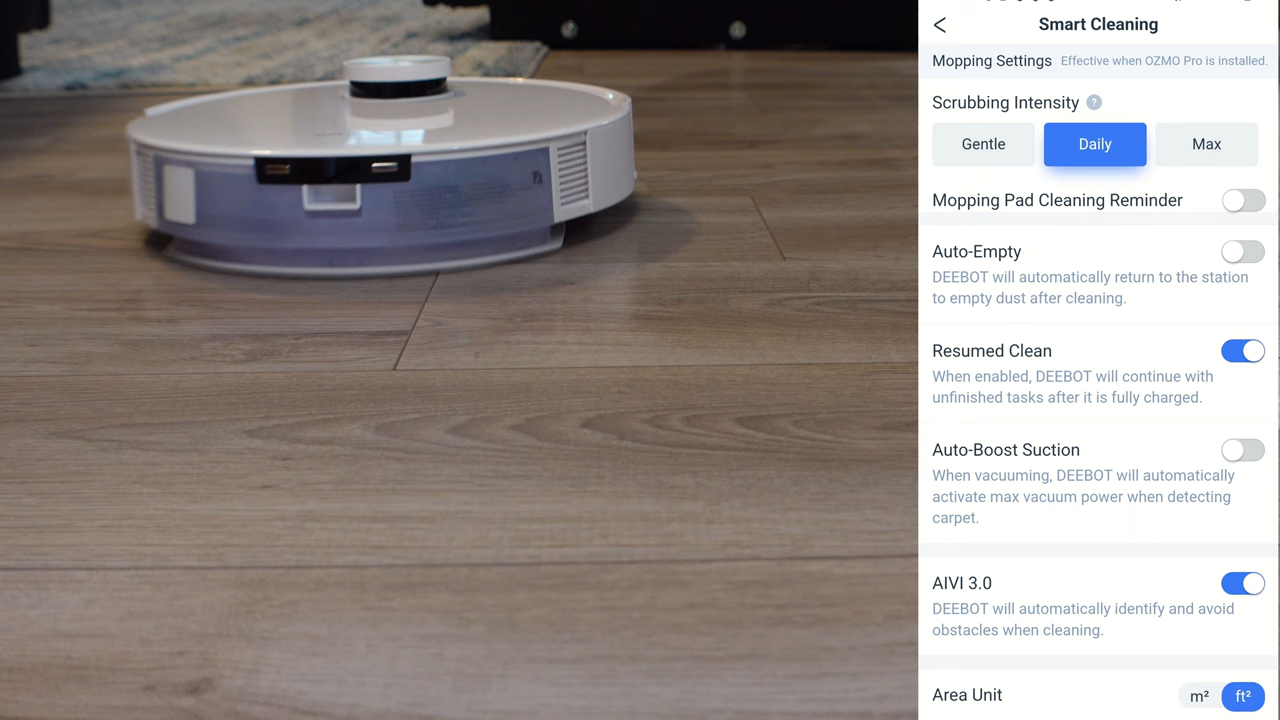 <
Smart Cleaning
Mopping Settings Effective when OZMO Pro is installed.
Scrubbing Intensity ?
Gentle Daily Max
Mopping Pad Cleaning Reminder
Auto-Empty
DEEBOT will automatically return to the station
to empty dust after cleaning.
Resumed Clean
When enabled, DEEBOT will continue with
unfinished tasks after it is fully charged.
Auto-Boost Suction
When vacuuming, DEEBOT will automatically
activate max vacuum power when detecting
carpet.
AIVI 3.0
DEEBOT will automatically identify and avoid
obstacles when cleaning.
Area Unit m² ft²